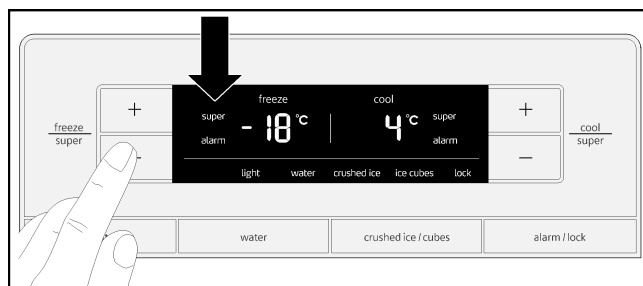 freeze
cool
super
-18°C
4°C
super
alarm
alarm
light water crushed ice ice cubes lock
+
+
freeze
super
cool
super
-
water
crushed ice / cubes
alarm / lock